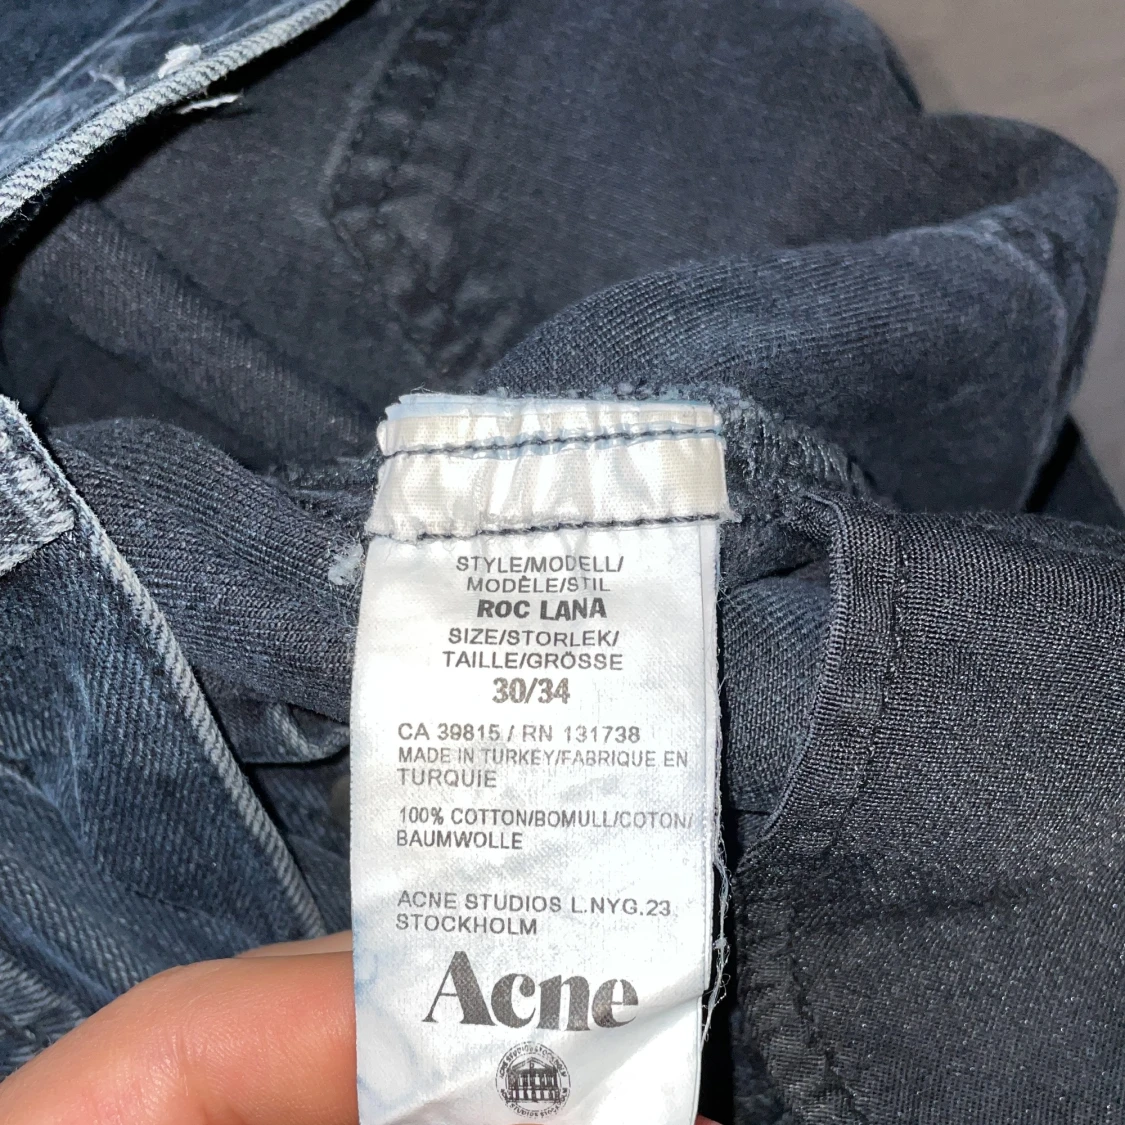 STYLE/MODELL/
MODÈLE/STIL
ROC LANA
SIZE/STORLEK/
TAILLE/GRÖSSE
30/34
CA 39815 / RN 131738
MADE IN TURKEY/FABRIQUE EN
TURQUIE
100% COTTON/BOMULL/COTON/
BAUMWOLLE
ACNE STUDIOS L.NYG.23
STOCKHOLM
Acne